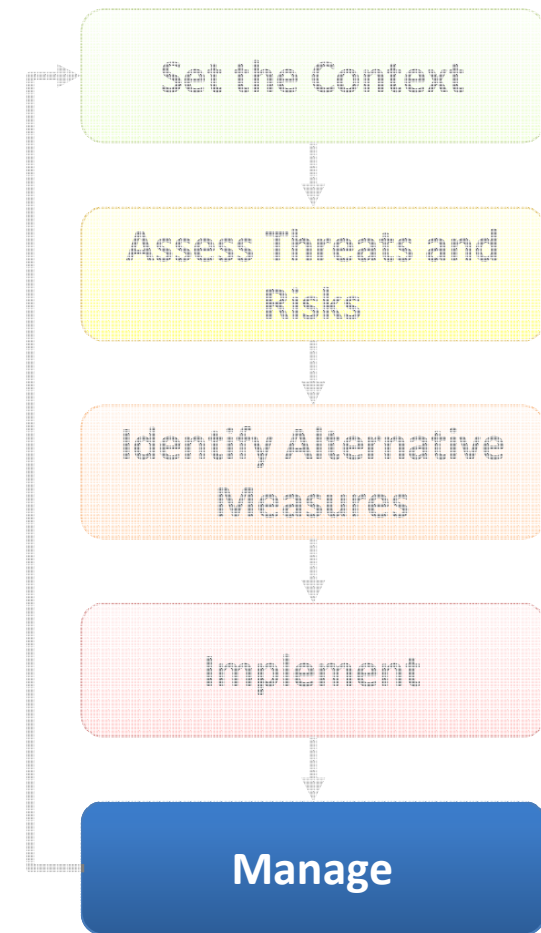 Set the Context
Assess Threats and
Risks
Identify Alternative
Measures
Implement
Manage